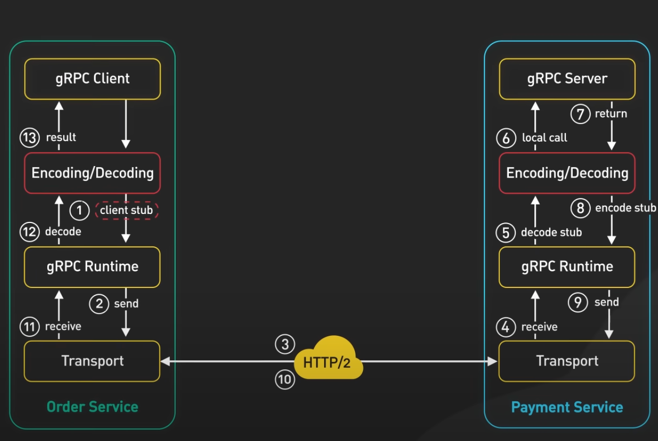 gRPC Client
13 result
Encoding/Decoding
1 client stub
12 decode
gRPC Runtime
2 send
11 receive
Transport
Order Service
3
HTTP/2
10
gRPC Server
7 return
6 local call
Encoding/Decoding
8 encode stub
5 decode stub
gRPC Runtime
9 send
4 receive
Transport
Payment Service